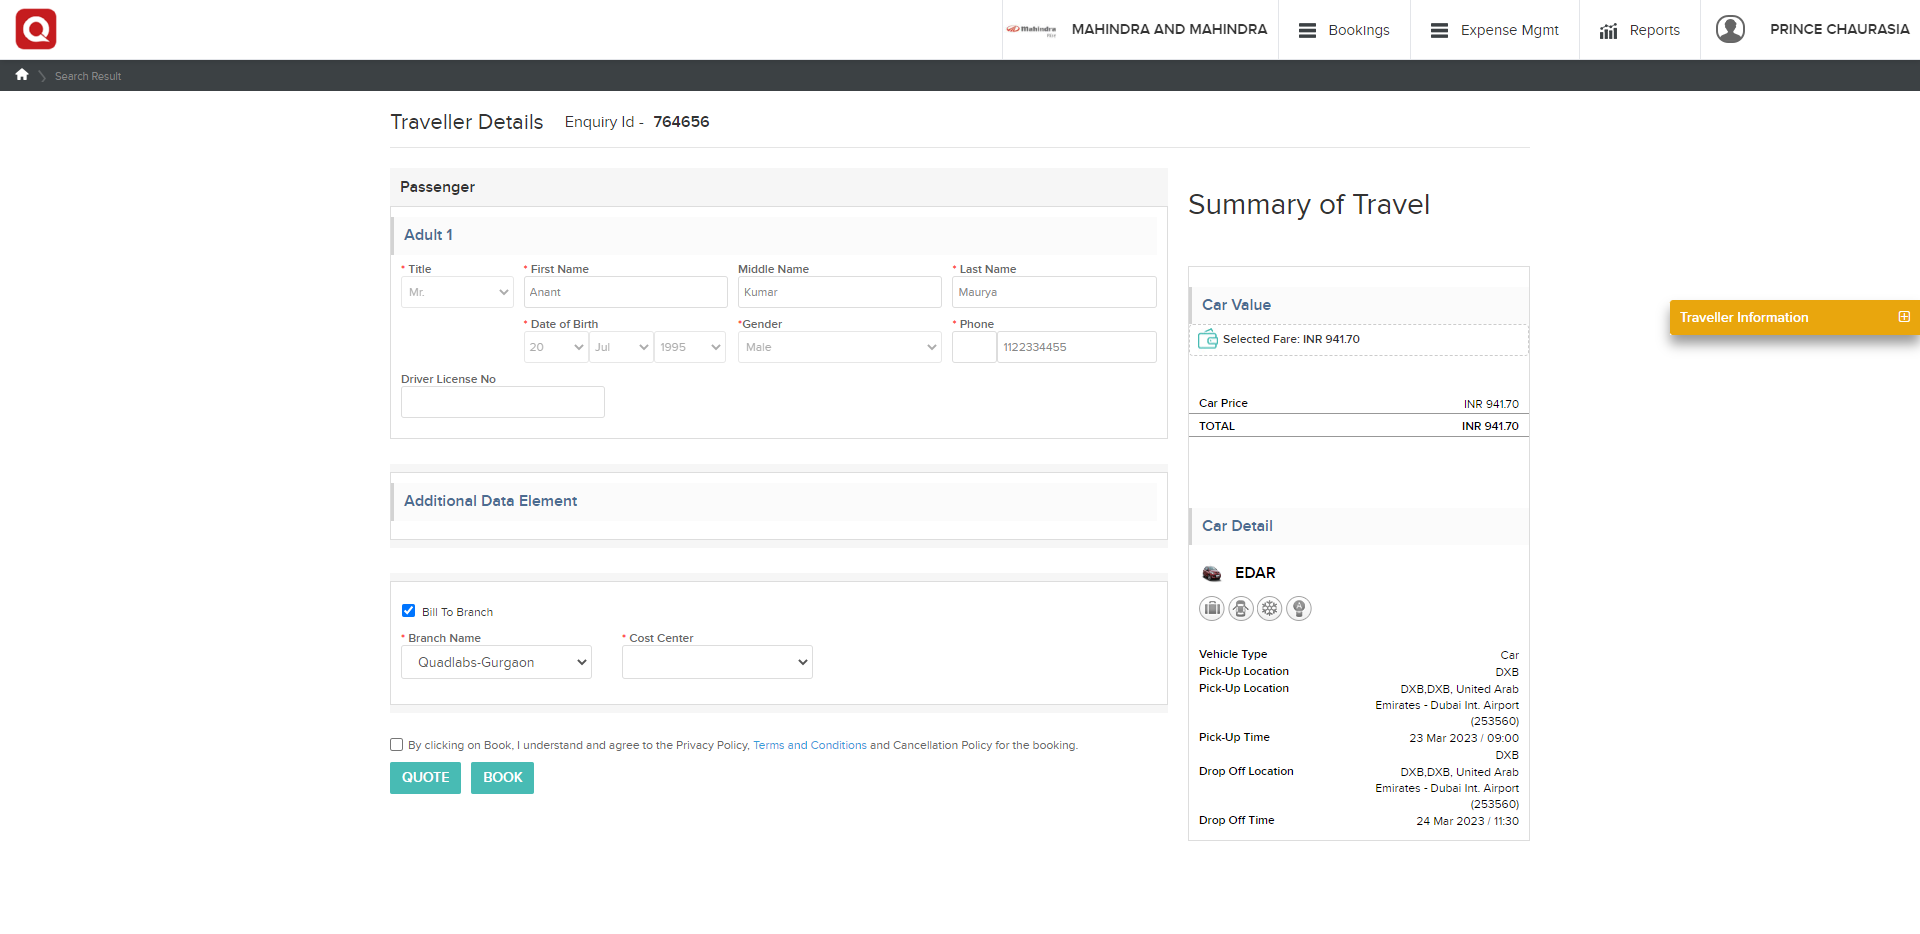 Mahindra
MAHINDRA AND MAHINDRA
Bookings
Expense Mgmt
Reports
PRINCE CHAURASIA
Search Result
Traveller Details Enquiry Id - 764656
Passenger
Adult 1
* Title * First Name Middle Name * Last Name
Mr. Anant Kumar Maurya
* Date of Birth *Gender * Phone
20 Jul 1995 Male 1122334455
Driver License No
Additional Data Element
Bill To Branch
* Branch Name * Cost Center
Quadlabs-Gurgaon
By clicking on Book, I understand and agree to the Privacy Policy, Terms and Conditions and Cancellation Policy for the booking.
QUOTE BOOK
Summary of Travel
Car Value
Selected Fare: INR 941.70
Car Price INR 941.70
TOTAL INR 941.70
Car Detail
EDAR
Vehicle Type Car
Pick-Up Location DXB
Pick-Up Location DXB,DXB, United Arab
Emirates - Dubai Int. Airport
(253560)
Pick-Up Time 23 Mar 2023 / 09:00
DXB
Drop Off Location DXB,DXB, United Arab
Emirates - Dubai Int. Airport
(253560)
Drop Off Time 24 Mar 2023 / 11:30
Traveller Information